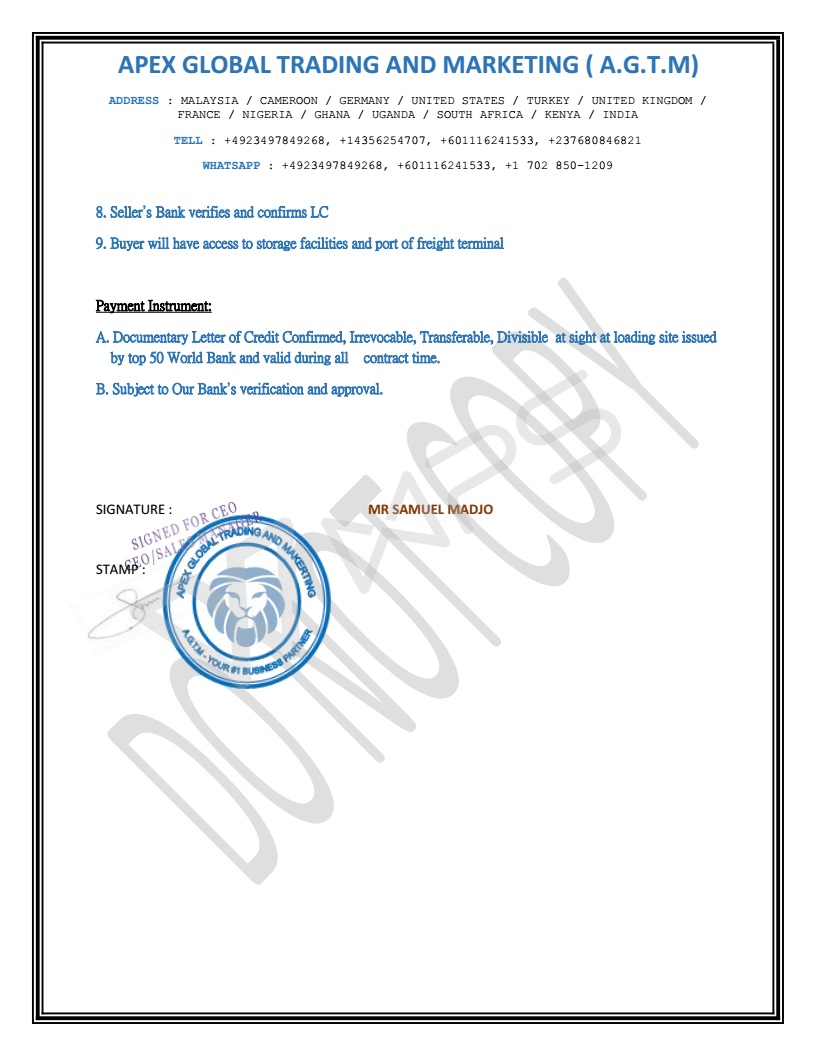 APEX GLOBAL TRADING AND MARKETING ( A.G.T.M)
ADDRESS : MALAYSIA / CAMEROON / GERMANY / UNITED STATES / TURKEY / UNITED KINGDOM /
FRANCE / NIGERIA / GHANA / UGANDA / SOUTH AFRICA / KENYA / INDIA
TELL : +4923497849268, +14356254707, +601116241533, +237680846821
WHATSAPP : +4923497849268, +601116241533, +1 702 850-1209
8. Seller's Bank verifies and confirms LC
9. Buyer will have access to storage facilities and port of freight terminal
Payment Instrument:
A. Documentary Letter of Credit Confirmed, Irrevocable, Transferable, Divisible at sight at loading site issued
by top 50 World Bank and valid during all contract time.
B. Subject to Our Bank's verification and approval.
SIGNATURE :
MR SAMUEL MADJO
SIGNED FOR CEO
CEO/SALES MANAGER
STAMP :
APEX GLOBAL TRADING AND MAKERTING
A.G.T.M - YOUR #1 BUSINESS PARTNER
DO NOT COPY